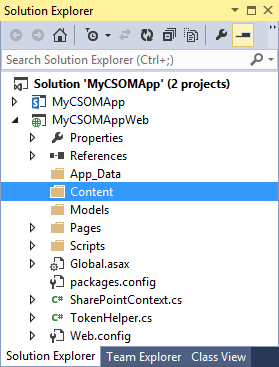 Solution Explorer
Search Solution Explorer (Ctrl+;)
Solution 'MyCSOMApp' (2 projects)
MyCSOMApp
MyCSOMAppWeb
Properties
References
App_Data
Content
Models
Pages
Scripts
Global.asax
packages.config
C# SharePointContext.cs
C# TokenHelper.cs
Web.config
Solution Explorer Team Explorer Class View